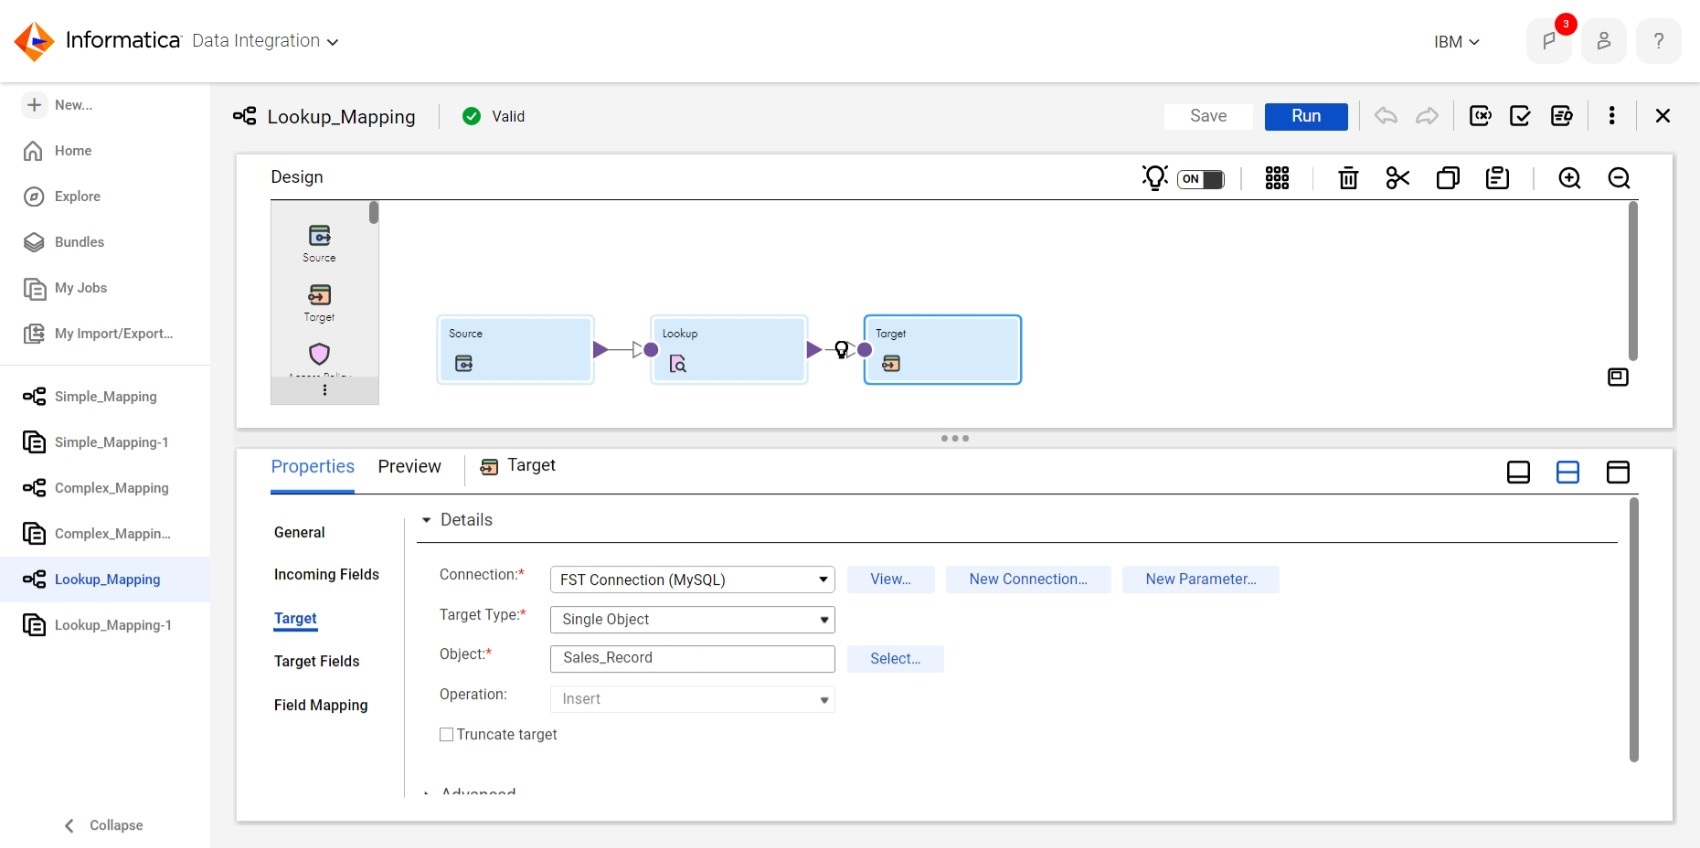 Informatica Data Integration
IBM
3
?
New...
Home
Explore
Bundles
My Jobs
My Import/Export...
Simple_Mapping
Simple_Mapping-1
Complex_Mapping
Complex_Mappin...
Lookup_Mapping
Lookup_Mapping-1
Collapse
Lookup_Mapping
Valid
Save
Run
Design
ON
Source
Target
Access Policy
Source
Lookup
Target
Properties
Preview
Target
General
Incoming Fields
Target
Target Fields
Field Mapping
Details
Connection:*
FST Connection (MySQL)
View...
New Connection...
New Parameter...
Target Type:*
Single Object
Object:*
Sales_Record
Select...
Operation:
Insert
Truncate target
Advanced